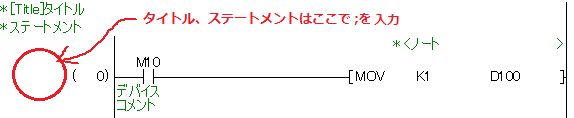 *[Title]タイトル
*ステートメント
タイトル、ステートメントはここで ;を入力
*<ノート >
( 0) M10 [MOV K1 D100 ]
デバイス
コメント